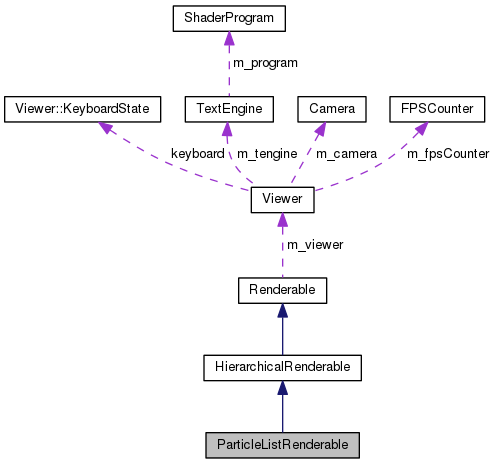 ShaderProgram
m_program
Viewer::KeyboardState
TextEngine
Camera
FPSCounter
keyboard
m_tengine
m_camera
m_fpsCounter
Viewer
m_viewer
Renderable
HierarchicalRenderable
ParticleListRenderable